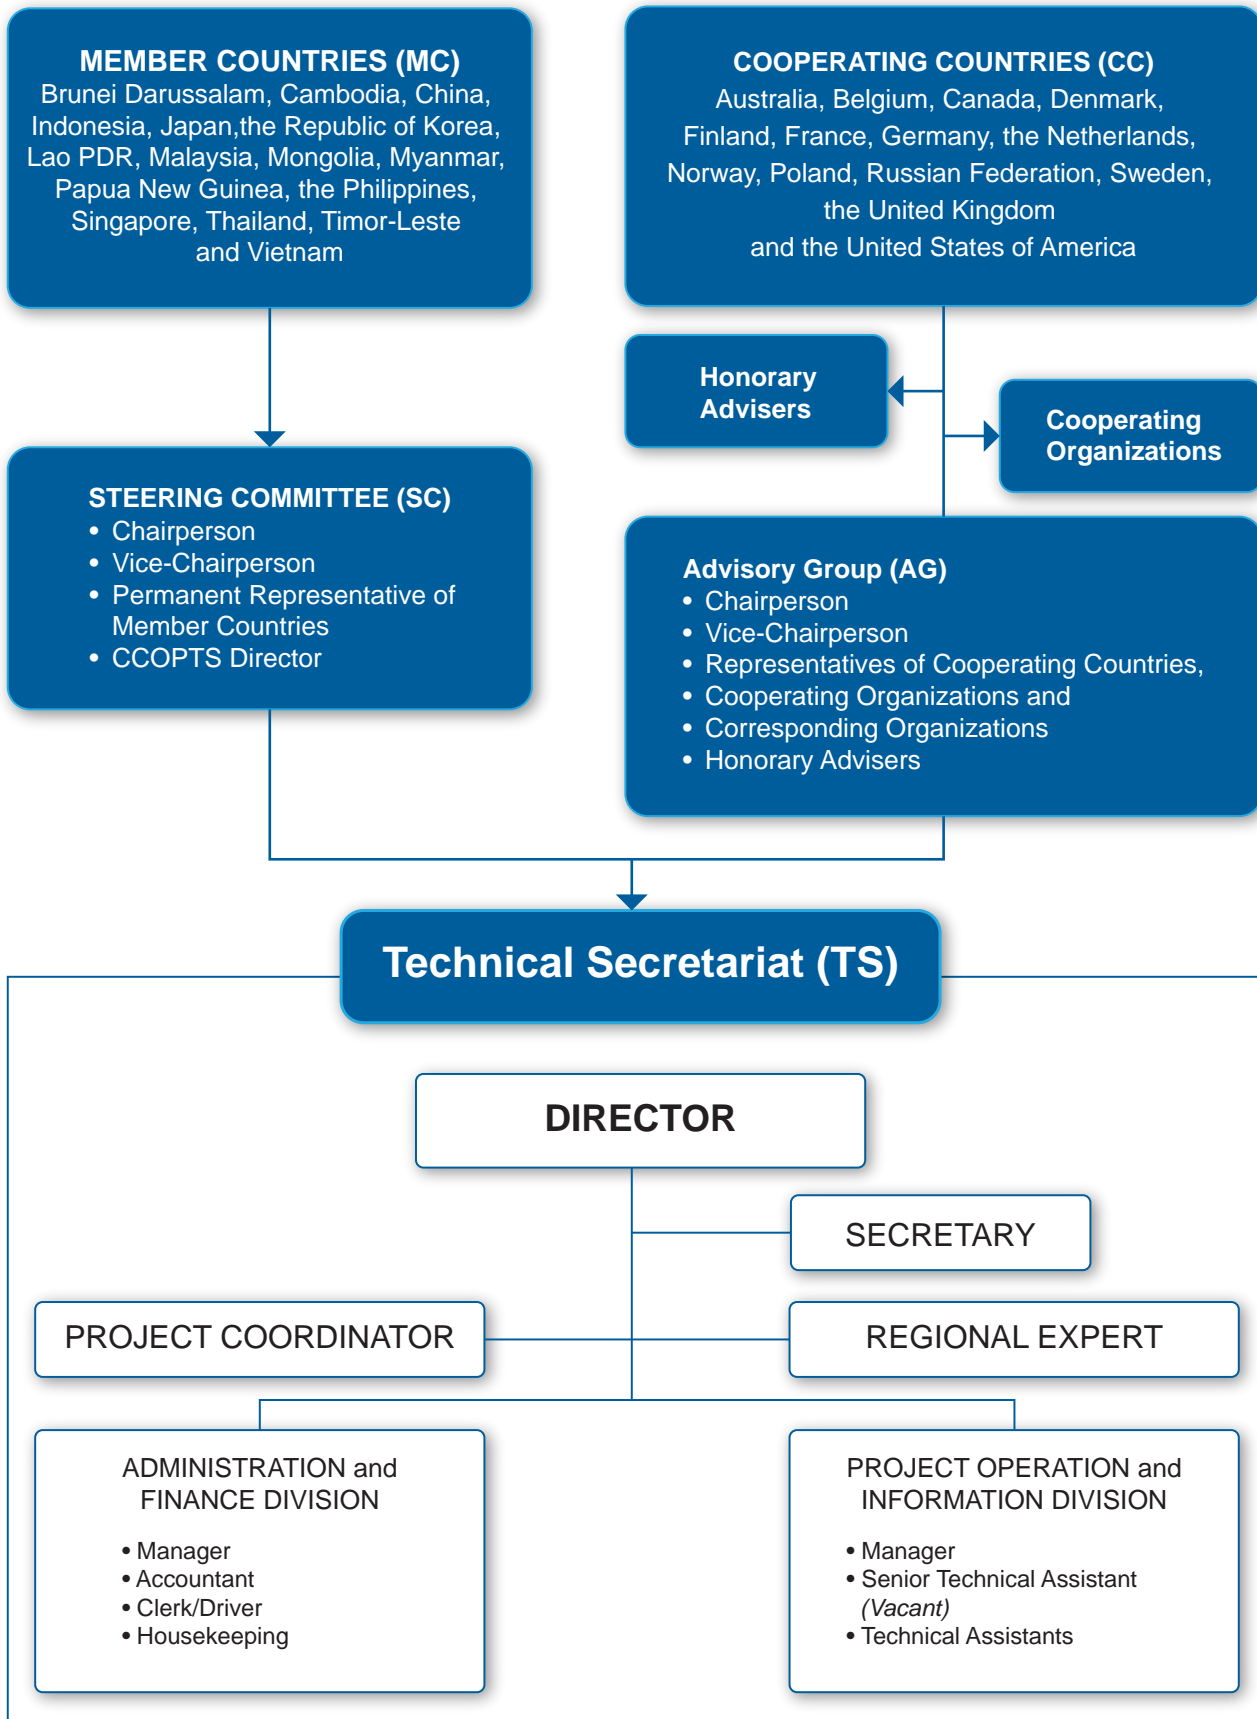 MEMBER COUNTRIES (MC)
Brunei Darussalam, Cambodia, China,
Indonesia, Japan,the Republic of Korea,
Lao PDR, Malaysia, Mongolia, Myanmar,
Papua New Guinea, the Philippines,
Singapore, Thailand, Timor-Leste
and Vietnam
COOPERATING COUNTRIES (CC)
Australia, Belgium, Canada, Denmark,
Finland, France, Germany, the Netherlands,
Norway, Poland, Russian Federation, Sweden,
the United Kingdom
and the United States of America
Honorary
Advisers
Cooperating
Organizations
STEERING COMMITTEE (SC)
• Chairperson
• Vice-Chairperson
• Permanent Representative of
Member Countries
• CCOPTS Director
Advisory Group (AG)
• Chairperson
• Vice-Chairperson
• Representatives of Cooperating Countries,
• Cooperating Organizations and
• Corresponding Organizations
• Honorary Advisers
Technical Secretariat (TS)
DIRECTOR
SECRETARY
PROJECT COORDINATOR
REGIONAL EXPERT
ADMINISTRATION and
FINANCE DIVISION
• Manager
• Accountant
• Clerk/Driver
• Housekeeping
PROJECT OPERATION and
INFORMATION DIVISION
• Manager
• Senior Technical Assistant
(Vacant)
• Technical Assistants